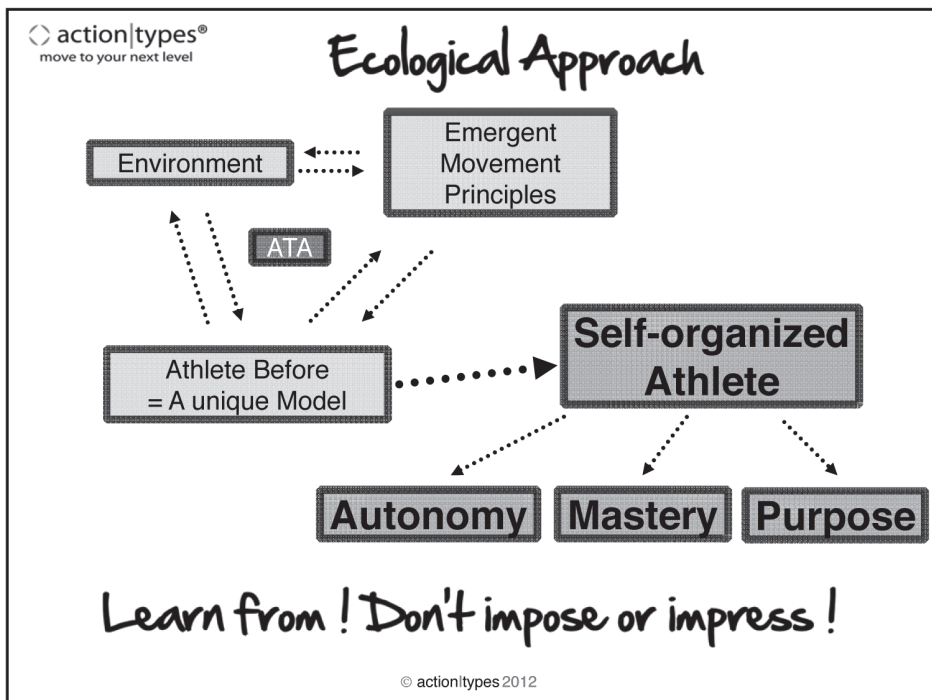 action|types®
move to your next level
Ecological Approach
Environment
Emergent
Movement
Principles
ATA
Athlete Before
= A unique Model
Self-organized
Athlete
Autonomy
Mastery
Purpose
Learn from ! Don't impose or impress !
© action|types 2012